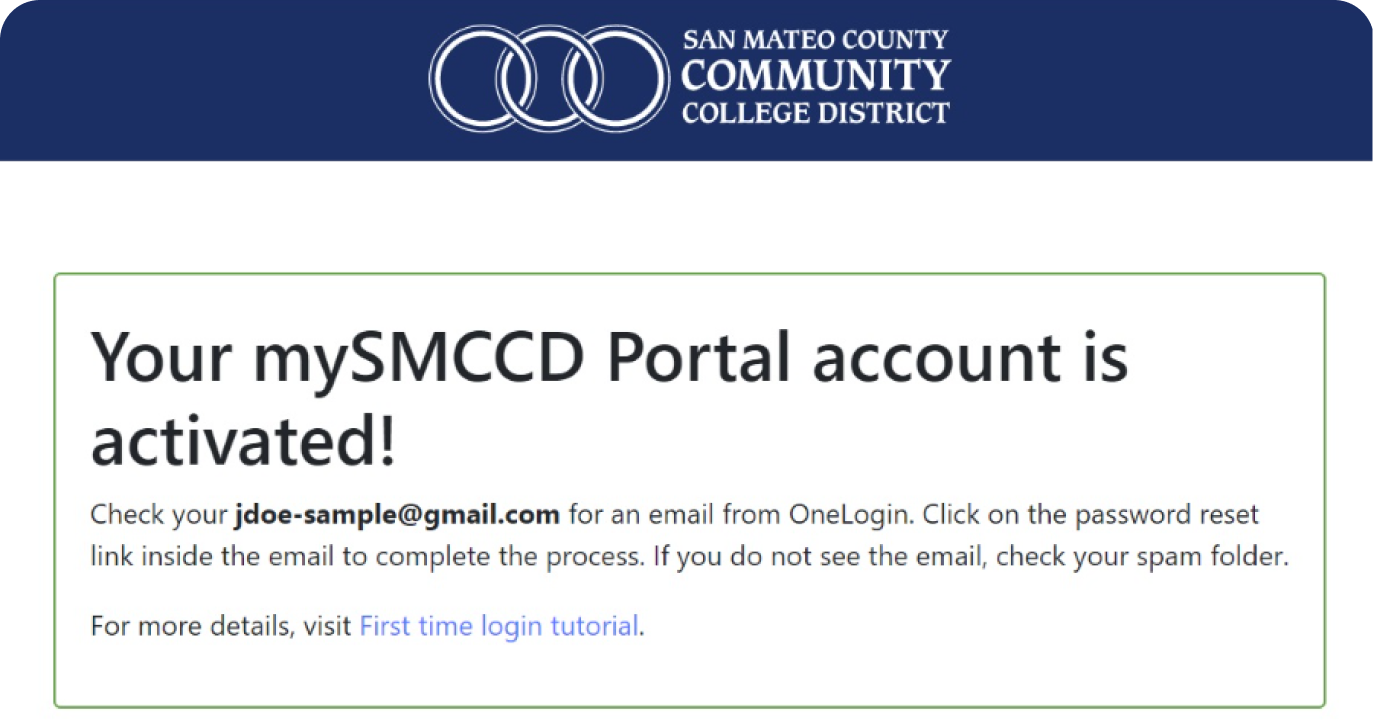 SAN MATEO COUNTY
COMMUNITY
COLLEGE DISTRICT
Your mySMCCD Portal account is
activated!
Check your jdoe-sample@gmail.com for an email from OneLogin. Click on the password reset
link inside the email to complete the process. If you do not see the email, check your spam folder.
For more details, visit First time login tutorial.